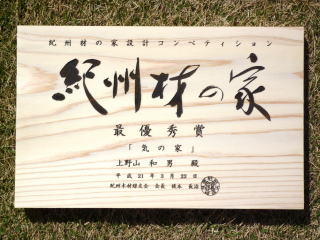 紀州材の家設計コンペティション
紀州材の家
最優秀賞
「気の家」
上野山 和男 殿
平成21年3月22日
紀州木材繰友会 会長